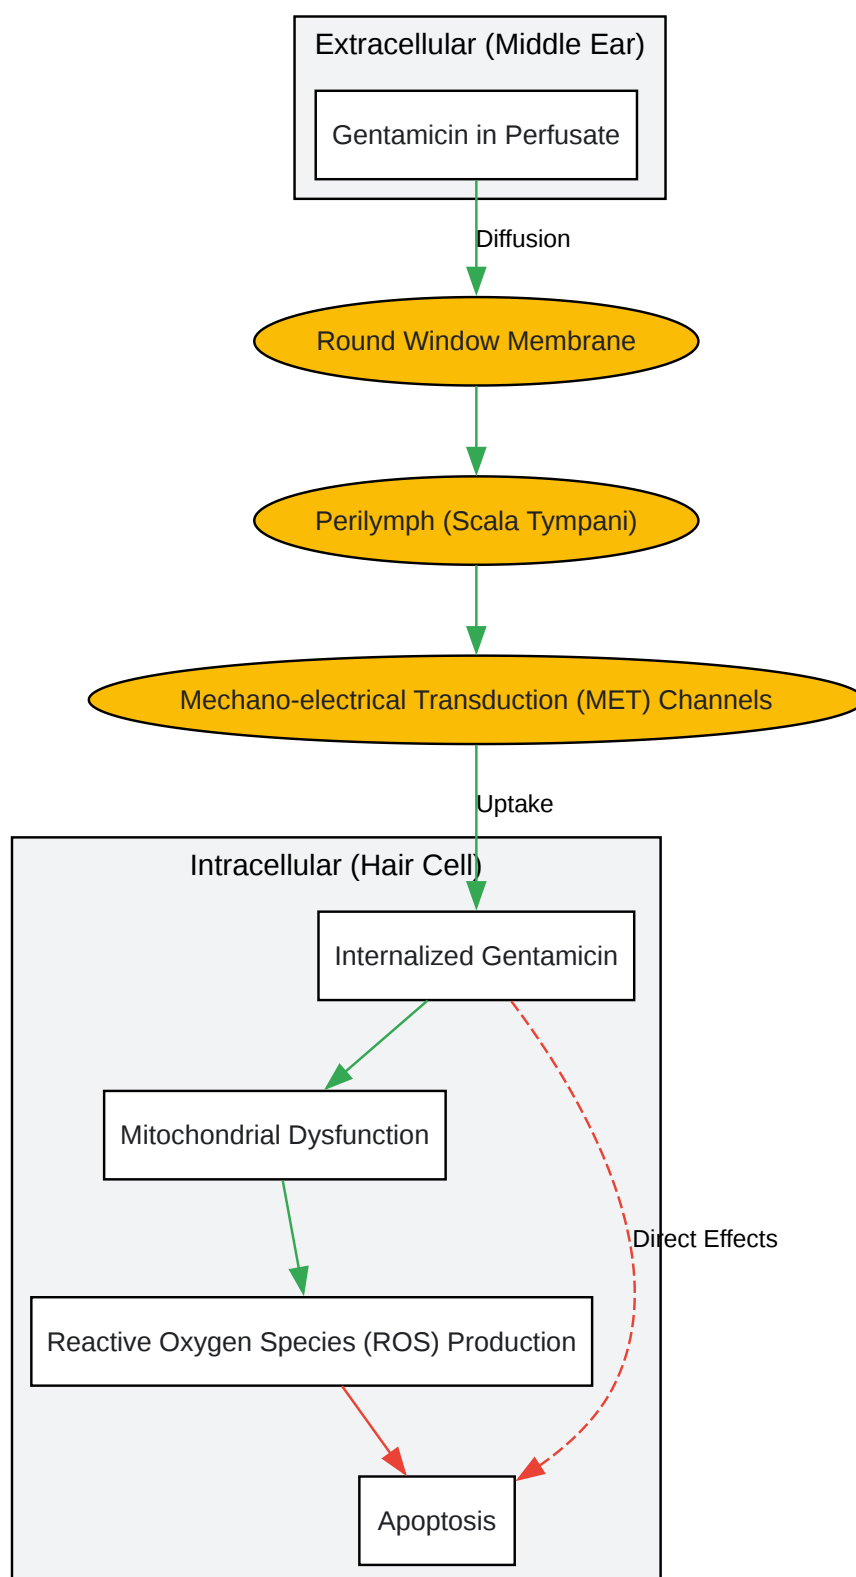 Extracellular (Middle Ear)
Gentamicin in Perfusate
Diffusion
Round Window Membrane
Perilymph (Scala Tympani)
Mechano-electrical Transduction (MET) Channels
Uptake
Intracellular (Hair Cell)
Internalized Gentamicin
Mitochondrial Dysfunction
Direct Effects
Reactive Oxygen Species (ROS) Production
Apoptosis